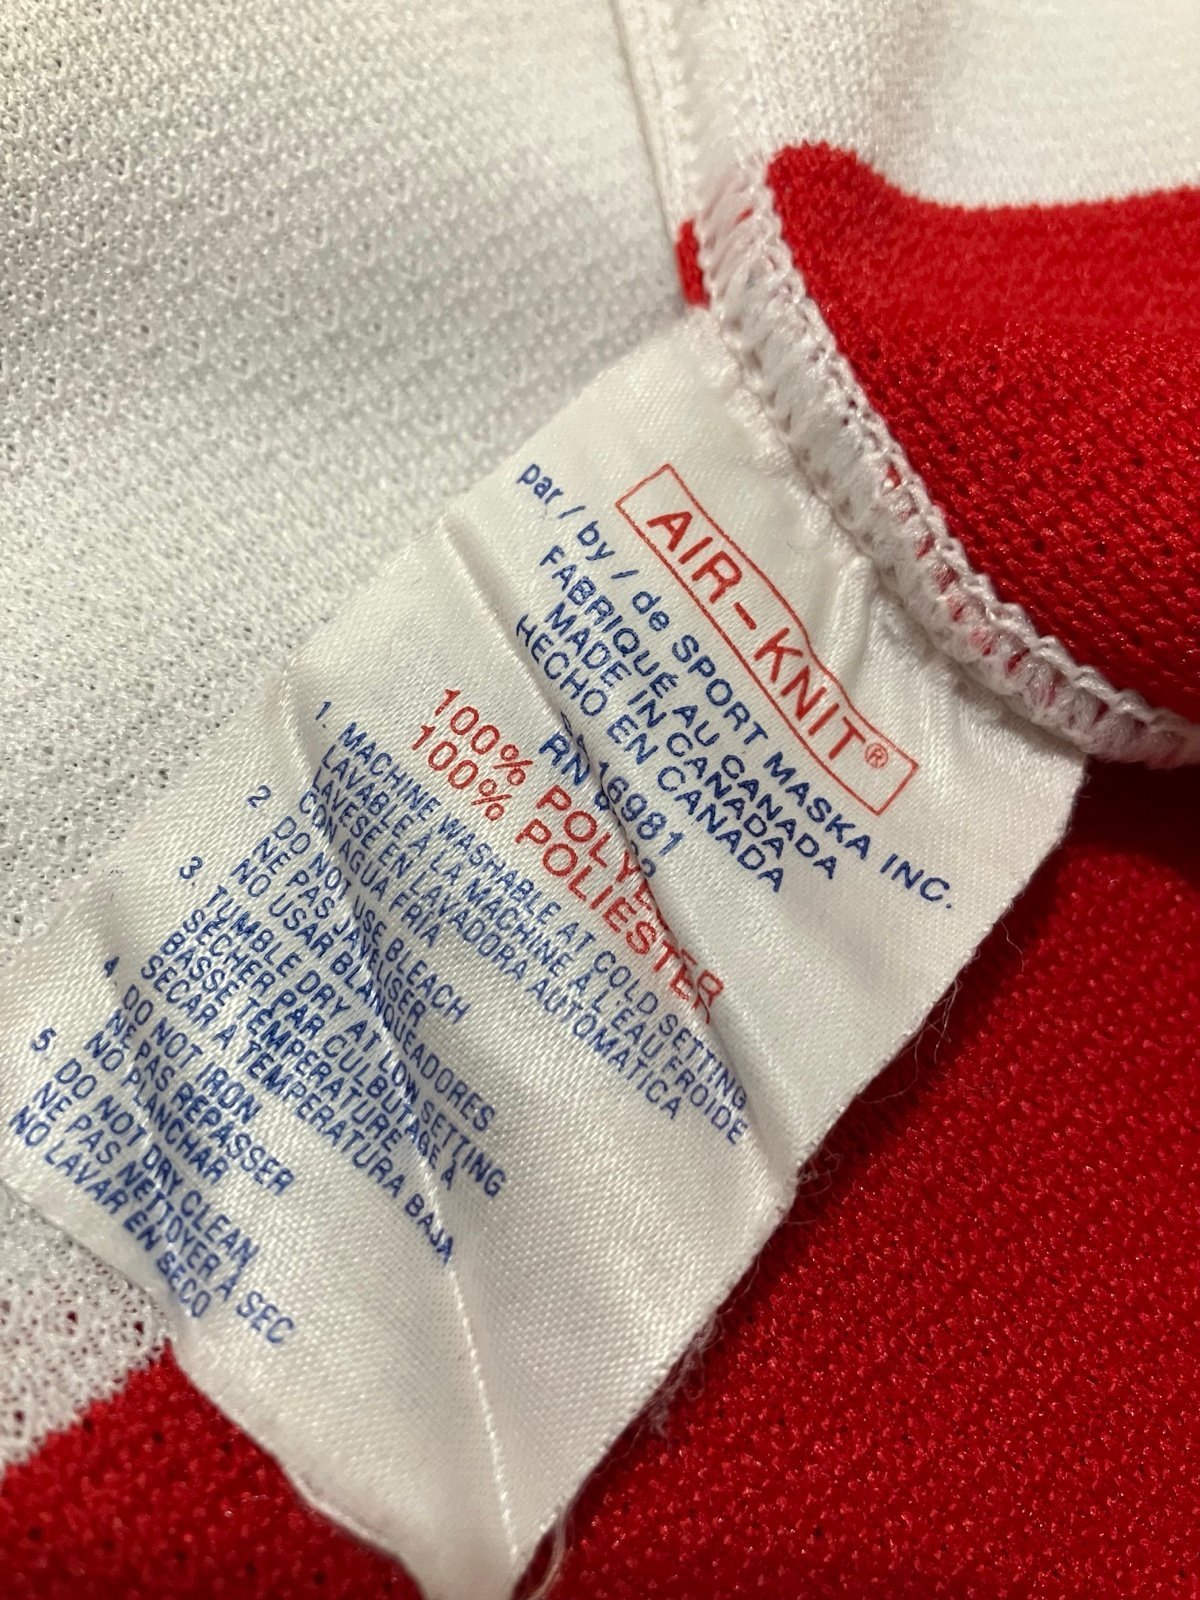 AIR-KNIT®
par / by / de SPORT MASKA INC.
FABRIQUÉ AU CANADA
MADE IN CANADA
HECHO EN CANADA
16981
RN
100% POLYESTER
100% POLIESTER
1. MACHINE WASHABLE AT COLD SETTING
LAVABLE À LA MACHINE À L'EAU FROIDE
LAVESE EN LAVADORA AUTOMATICA
CON AGUA FRIA
2 DO NOT USE BLEACH
NE PAS JAVELISER
NO USAR BLANQUEADORES
3. TUMBLE DRY AT LOW SETTING
SÉCHER PAR CULBUTAGE À
BASSE TEMPERATURE
SECAR A TEMPERATURA BAJA
4 DO NOT IRON
NE PAS REPASSER
NO PLANCHAR
5 DO NOT DRY CLEAN
NE PAS NETTOYER À SEC
NO LAVAR EN SECO